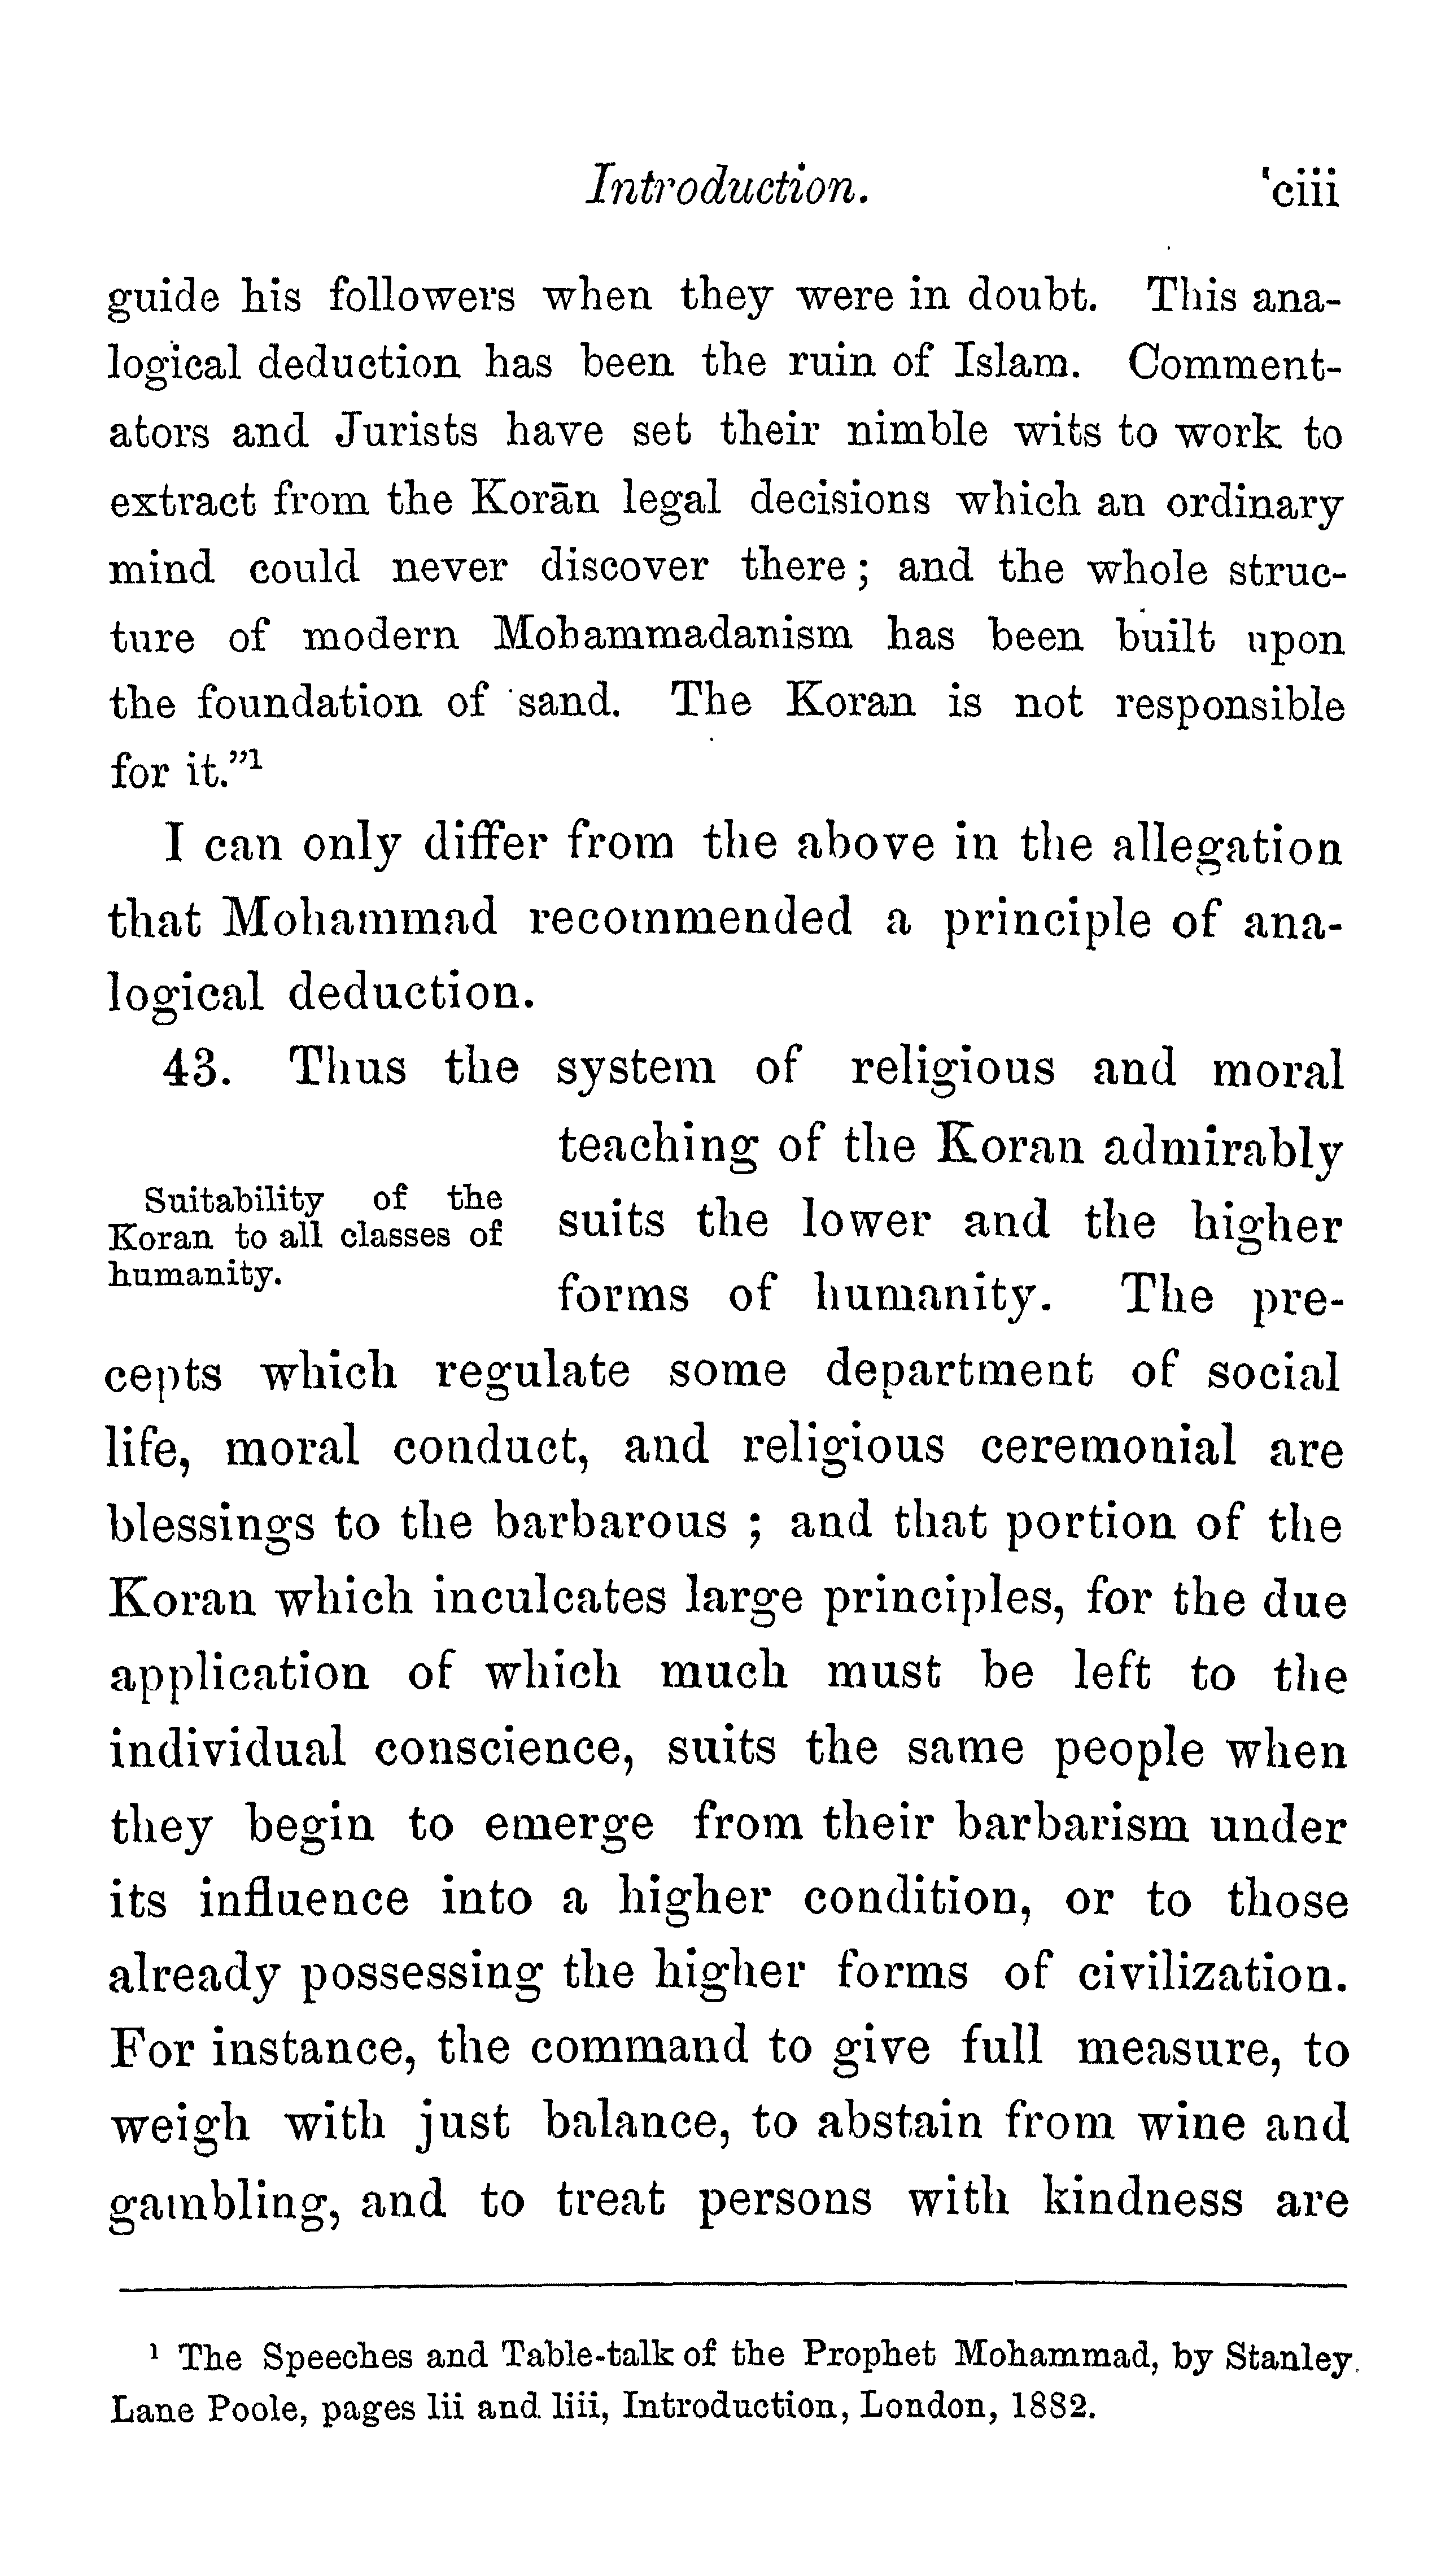 Introduction. ciii
guide his followers when they were in doubt. This ana-
logical deduction has been the ruin of Islam. Comment-
ators and Jurists have set their nimble wits to work to
extract from the Korān legal decisions which an ordinary
mind could never discover there; and the whole struc-
ture of modern Mohammadanism has been built upon
the foundation of sand. The Koran is not responsible
for it.”¹
I can only differ from the above in the allegation
that Mohammad recommended a principle of ana-
logical deduction.
43. Thus the system of religious and moral
teaching of the Koran admirably
Suitability of the
Koran to all classes of
humanity.
suits the lower and the higher
forms of humanity. The pre-
cepts which regulate some department of social
life, moral conduct, and religious ceremonial are
blessings to the barbarous ; and that portion of the
Koran which inculcates large principles, for the due
application of which much must be left to the
individual conscience, suits the same people when
they begin to emerge from their barbarism under
its influence into a higher condition, or to those
already possessing the higher forms of civilization.
For instance, the command to give full measure, to
weigh with just balance, to abstain from wine and
gambling, and to treat persons with kindness are
¹ The Speeches and Table-talk of the Prophet Mohammad, by Stanley
Lane Poole, pages lii and liii, Introduction, London, 1882.